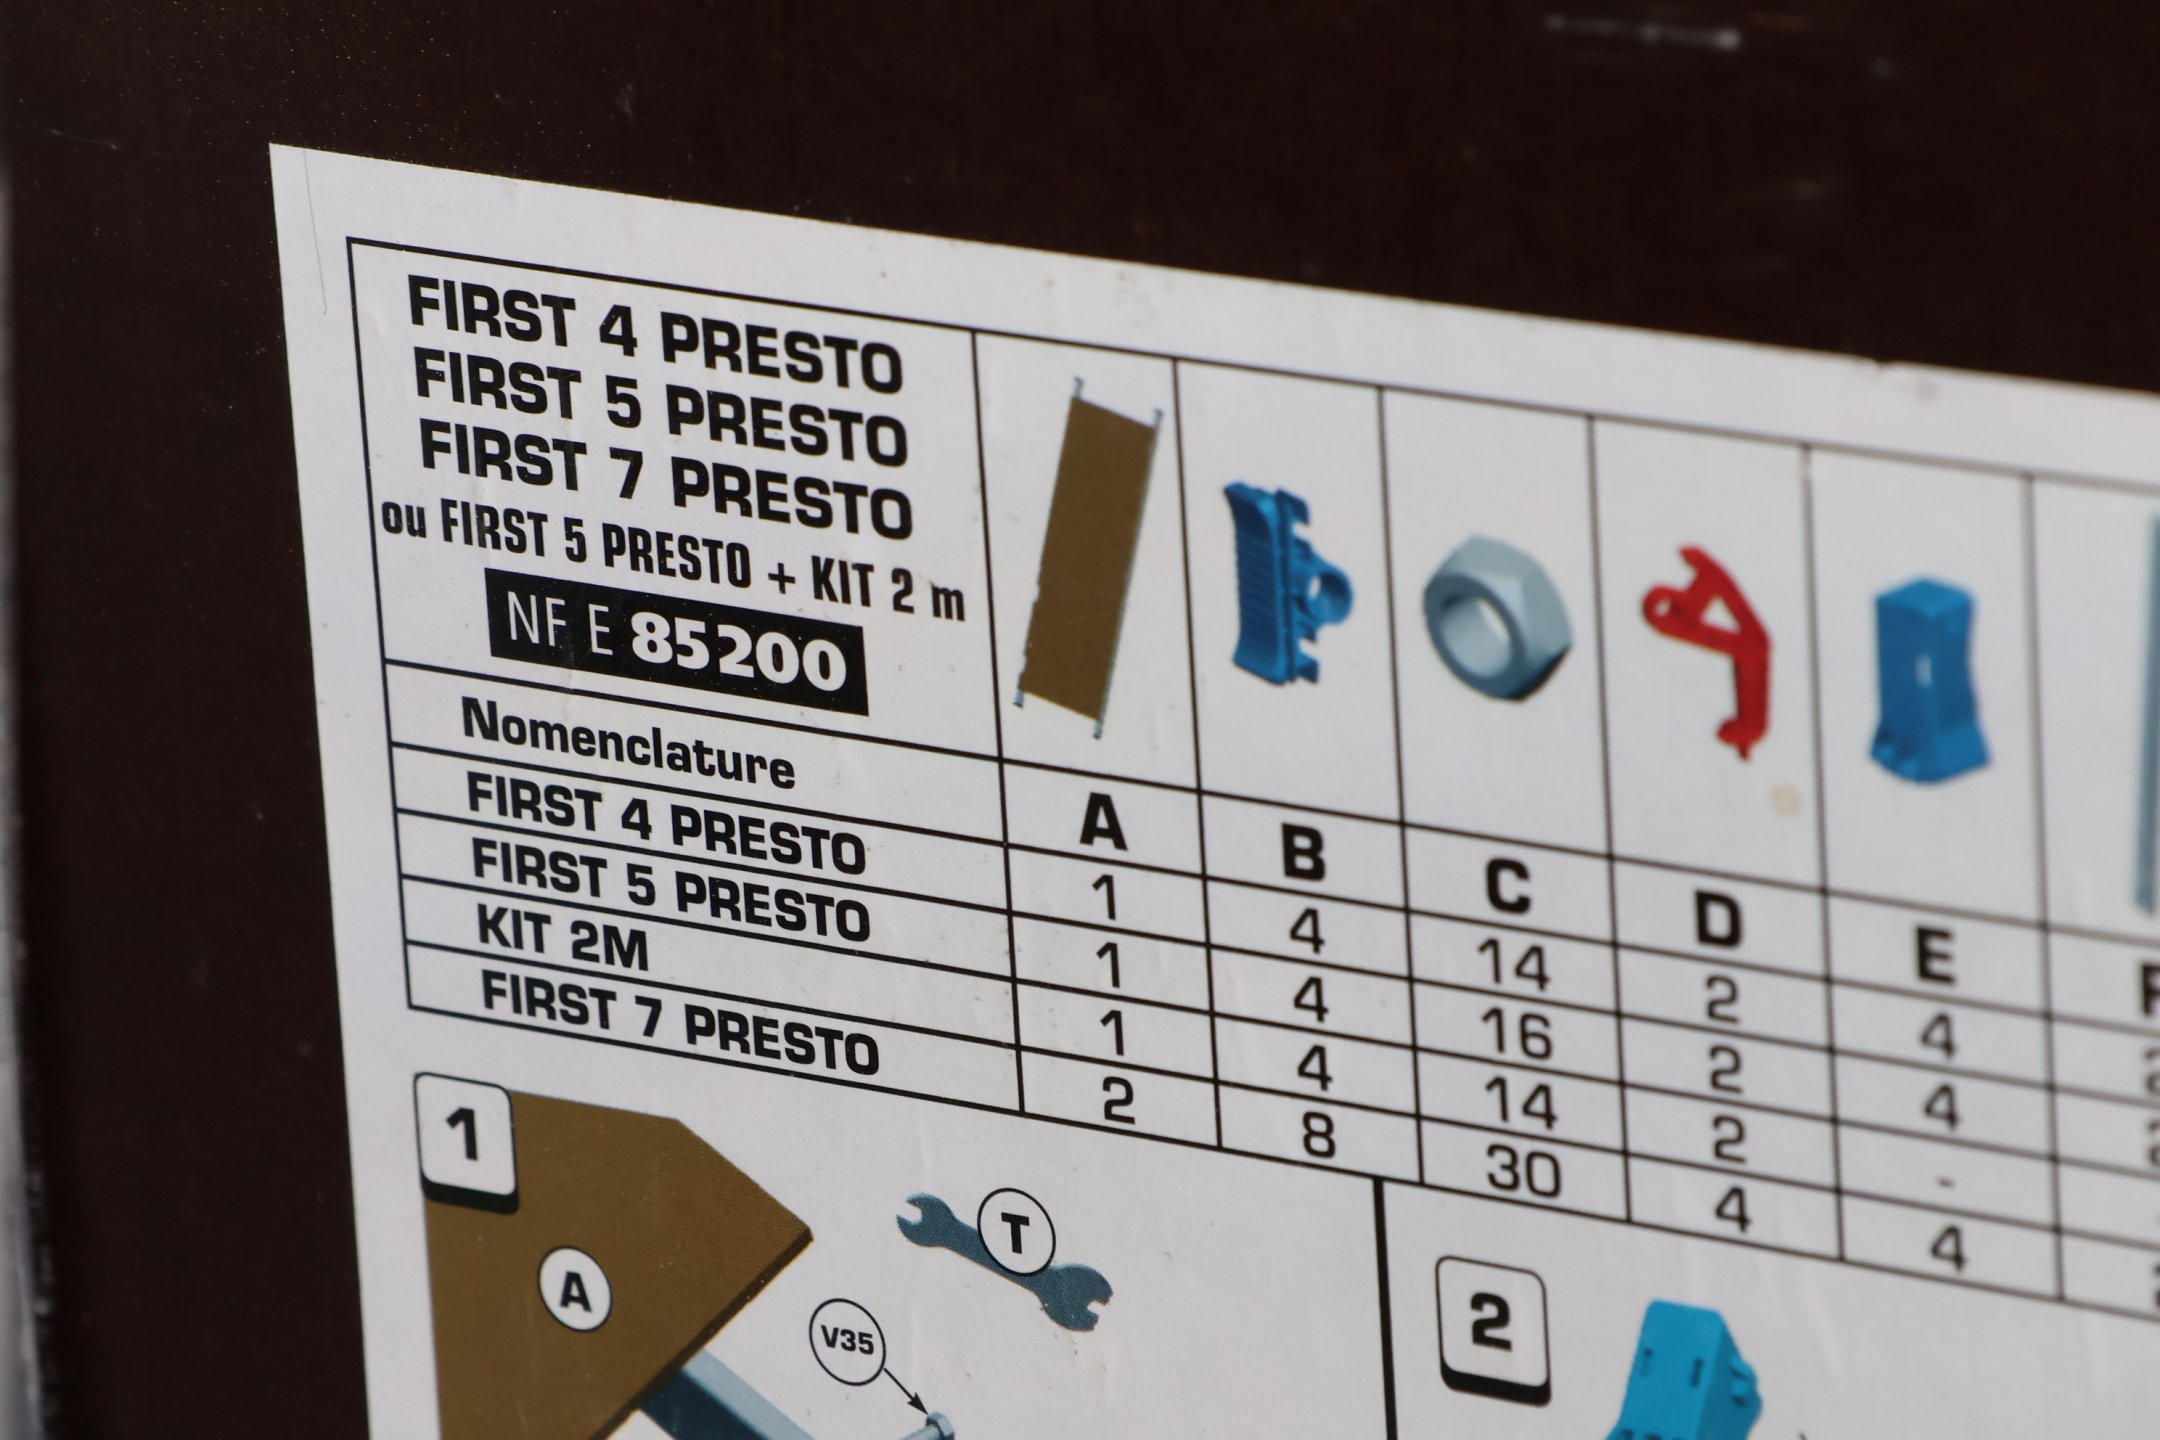 FIRST 4 PRESTO
FIRST 5 PRESTO
FIRST 7 PRESTO
ou FIRST 5 PRESTO + KIT 2 m
NF E 85200
Nomenclature A B C D E
FIRST 4 PRESTO 1 4 14 2 4
FIRST 5 PRESTO 1 4 16 2 4
KIT 2M 1 4 14 2 -
FIRST 7 PRESTO 2 8 30 4 4
1
A
T
V35
2